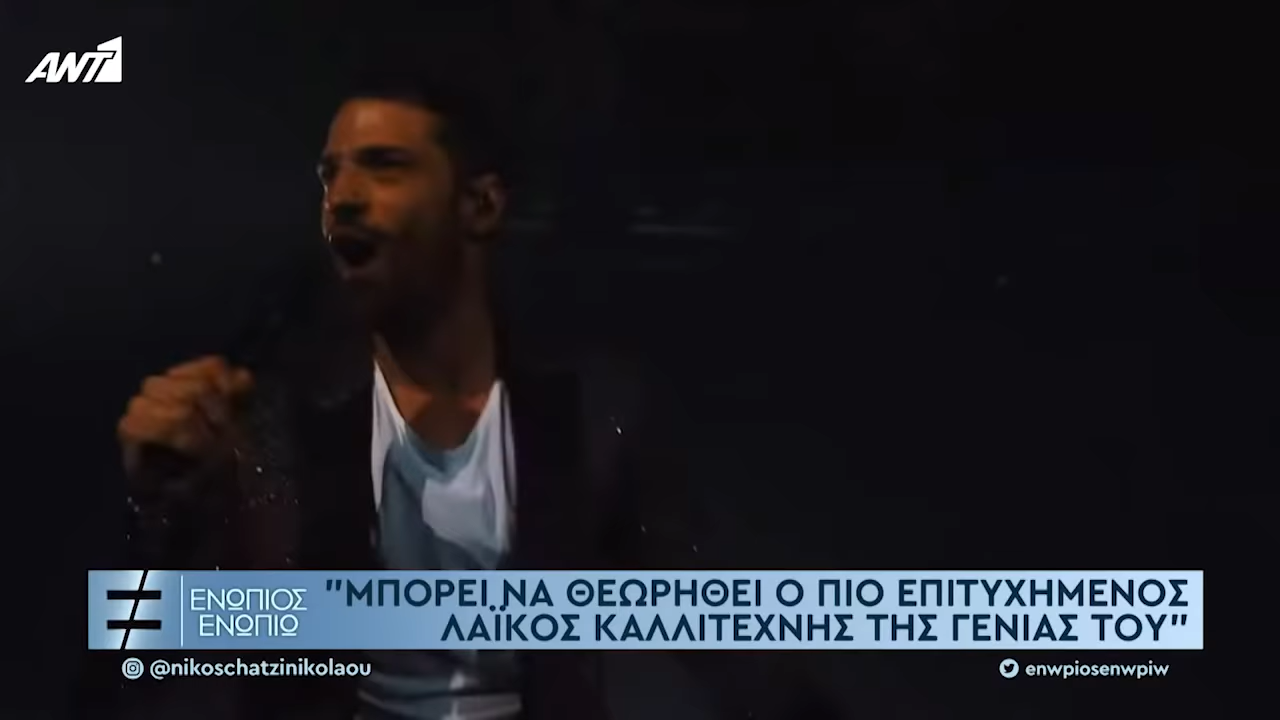 ANT1
ΕΝΩΠΙΟΣ
ΕΝΩΠΙΩ
"ΜΠΟΡΕΙ ΝΑ ΘΕΩΡΗΘΕΙ Ο ΠΙΟ ΕΠΙΤΥΧΗΜΕΝΟΣ
ΛΑΪΚΟΣ ΚΑΛΛΙΤΕΧΝΗΣ ΤΗΣ ΓΕΝΙΑΣ ΤΟΥ"
@nikoschatzinikolaou
enwpiosenwpiw